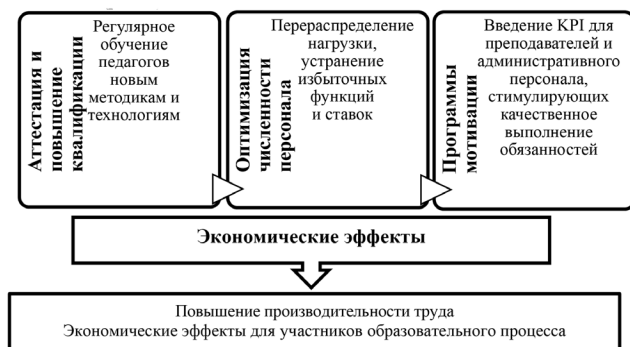 Аттестация и
повышение
квалификации
Регулярное
обучение
педагогов
новым
методикам и
технологиям
Оптимизация
численности
персонала
Перераспределение
нагрузки,
устранение
избыточных
функций
и ставок
Программы
мотивации
Введение KPI для
преподавателей и
административного
персонала,
стимулирующих
качественное
выполнение
обязанностей
Экономические эффекты
Повышение производительности труда
Экономические эффекты для участников образовательного процесса